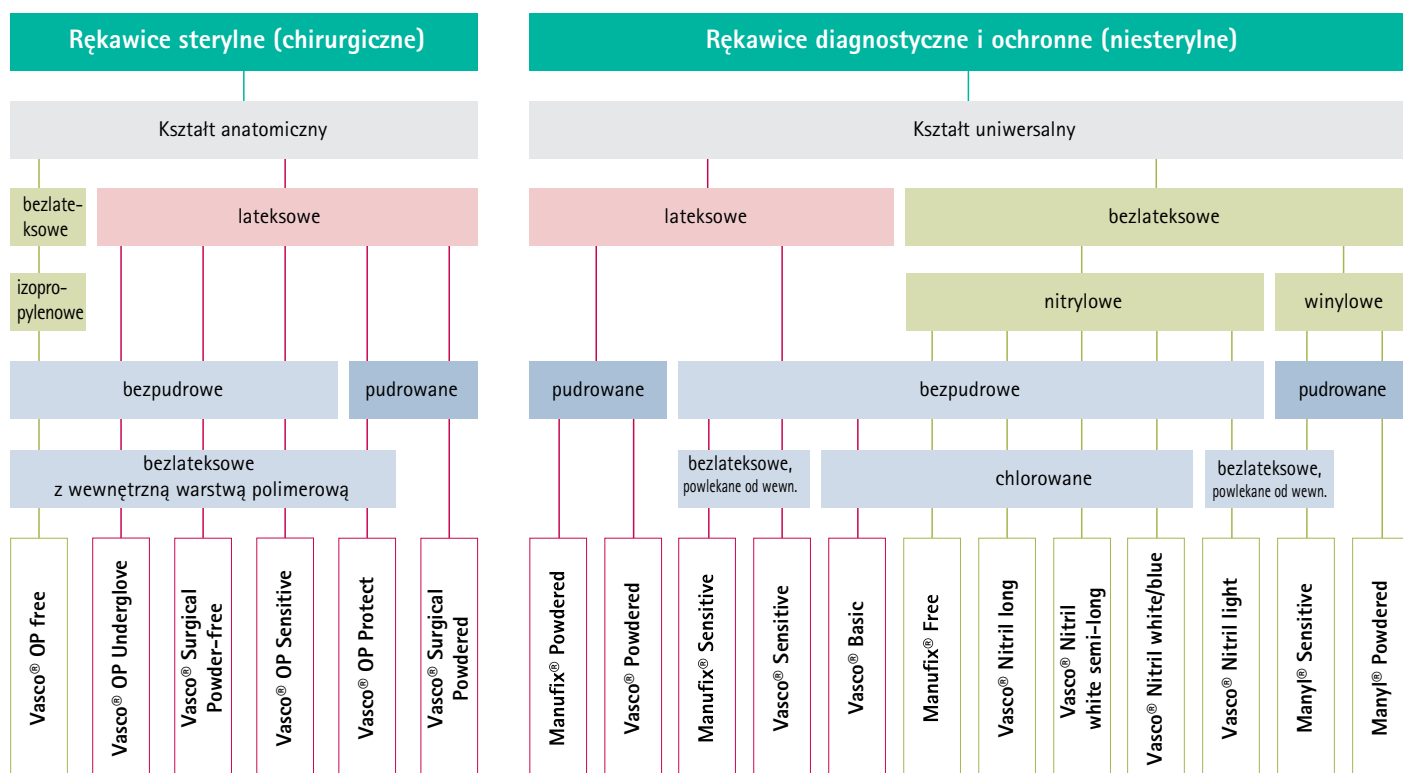 Rękawice sterylne (chirurgiczne)
Rękawice diagnostyczne i ochronne (niesterylne)
Kształt anatomiczny
Kształt uniwersalny
bezlate-
ksowe
lateksowe
lateksowe
bezlateksowe
izopro-
pylenowe
nitrylowe
winylowe
bezpudrowe
pudrowane
pudrowane
bezpudrowe
pudrowane
bezlateksowe
z wewnętrzną warstwą polimerową
bezlateksowe,
powlekane od wewn.
chlorowane
bezlateksowe,
powlekane od wewn.
Vasco® OP free
Vasco® OP Underglove
Vasco® Surgical
Powder-free
Vasco® OP Sensitive
Vasco® OP Protect
Vasco® Surgical
Powdered
Manufix® Powdered
Vasco® Powdered
Manufix® Sensitive
Vasco® Sensitive
Vasco® Basic
Manufix® Free
Vasco® Nitril long
Vasco® Nitril
white semi-long
Vasco® Nitril white/blue
Vasco® Nitril light
Manyl® Sensitive
Manyl® Powdered